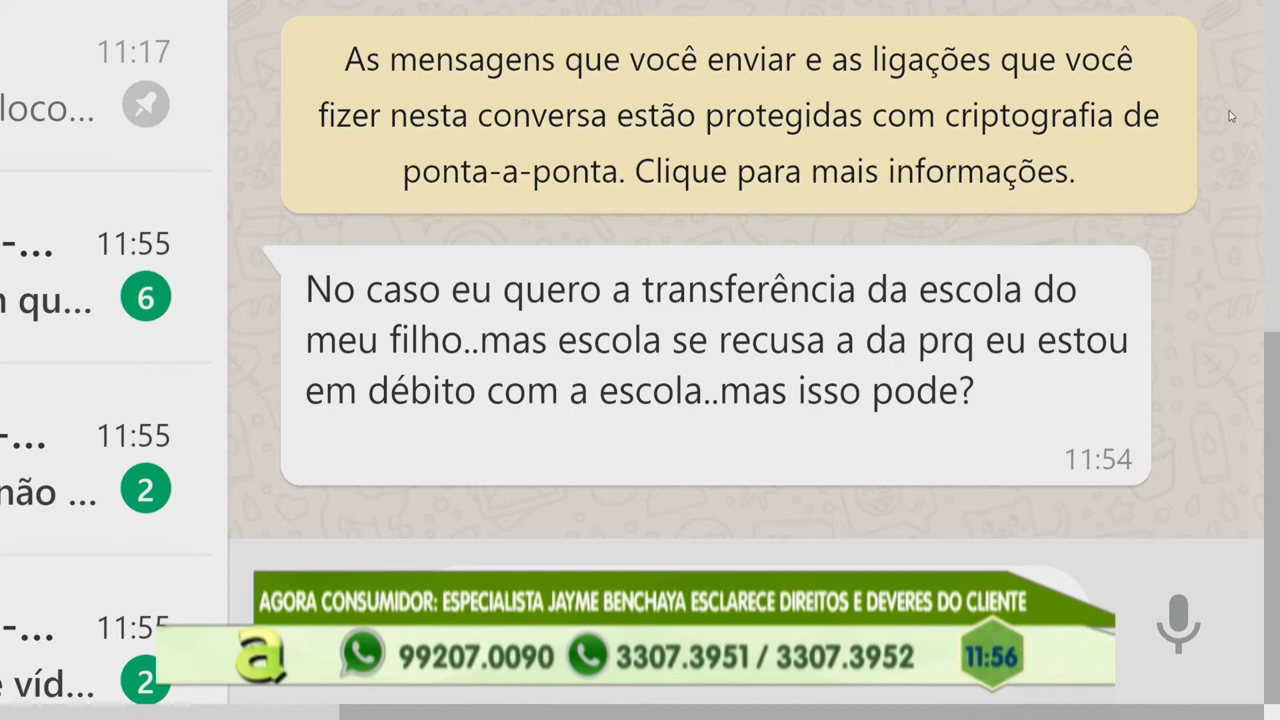 11:17
loco...
As mensagens que você enviar e as ligações que você
fizer nesta conversa estão protegidas com criptografia de
ponta-a-ponta. Clique para mais informações.
-... 11:55
qu... 6
No caso eu quero a transferência da escola do
meu filho..mas escola se recusa a da prq eu estou
em débito com a escola..mas isso pode?
11:54
-... 11:55
não ... 2
-... 11:55
víd... 2
AGORA CONSUMIDOR: ESPECIALISTA JAYME BENCHAYA ESCLARECE DIREITOS E DEVERES DO CLIENTE
a 99207.0090 3307.3951 / 3307.3952 11:56